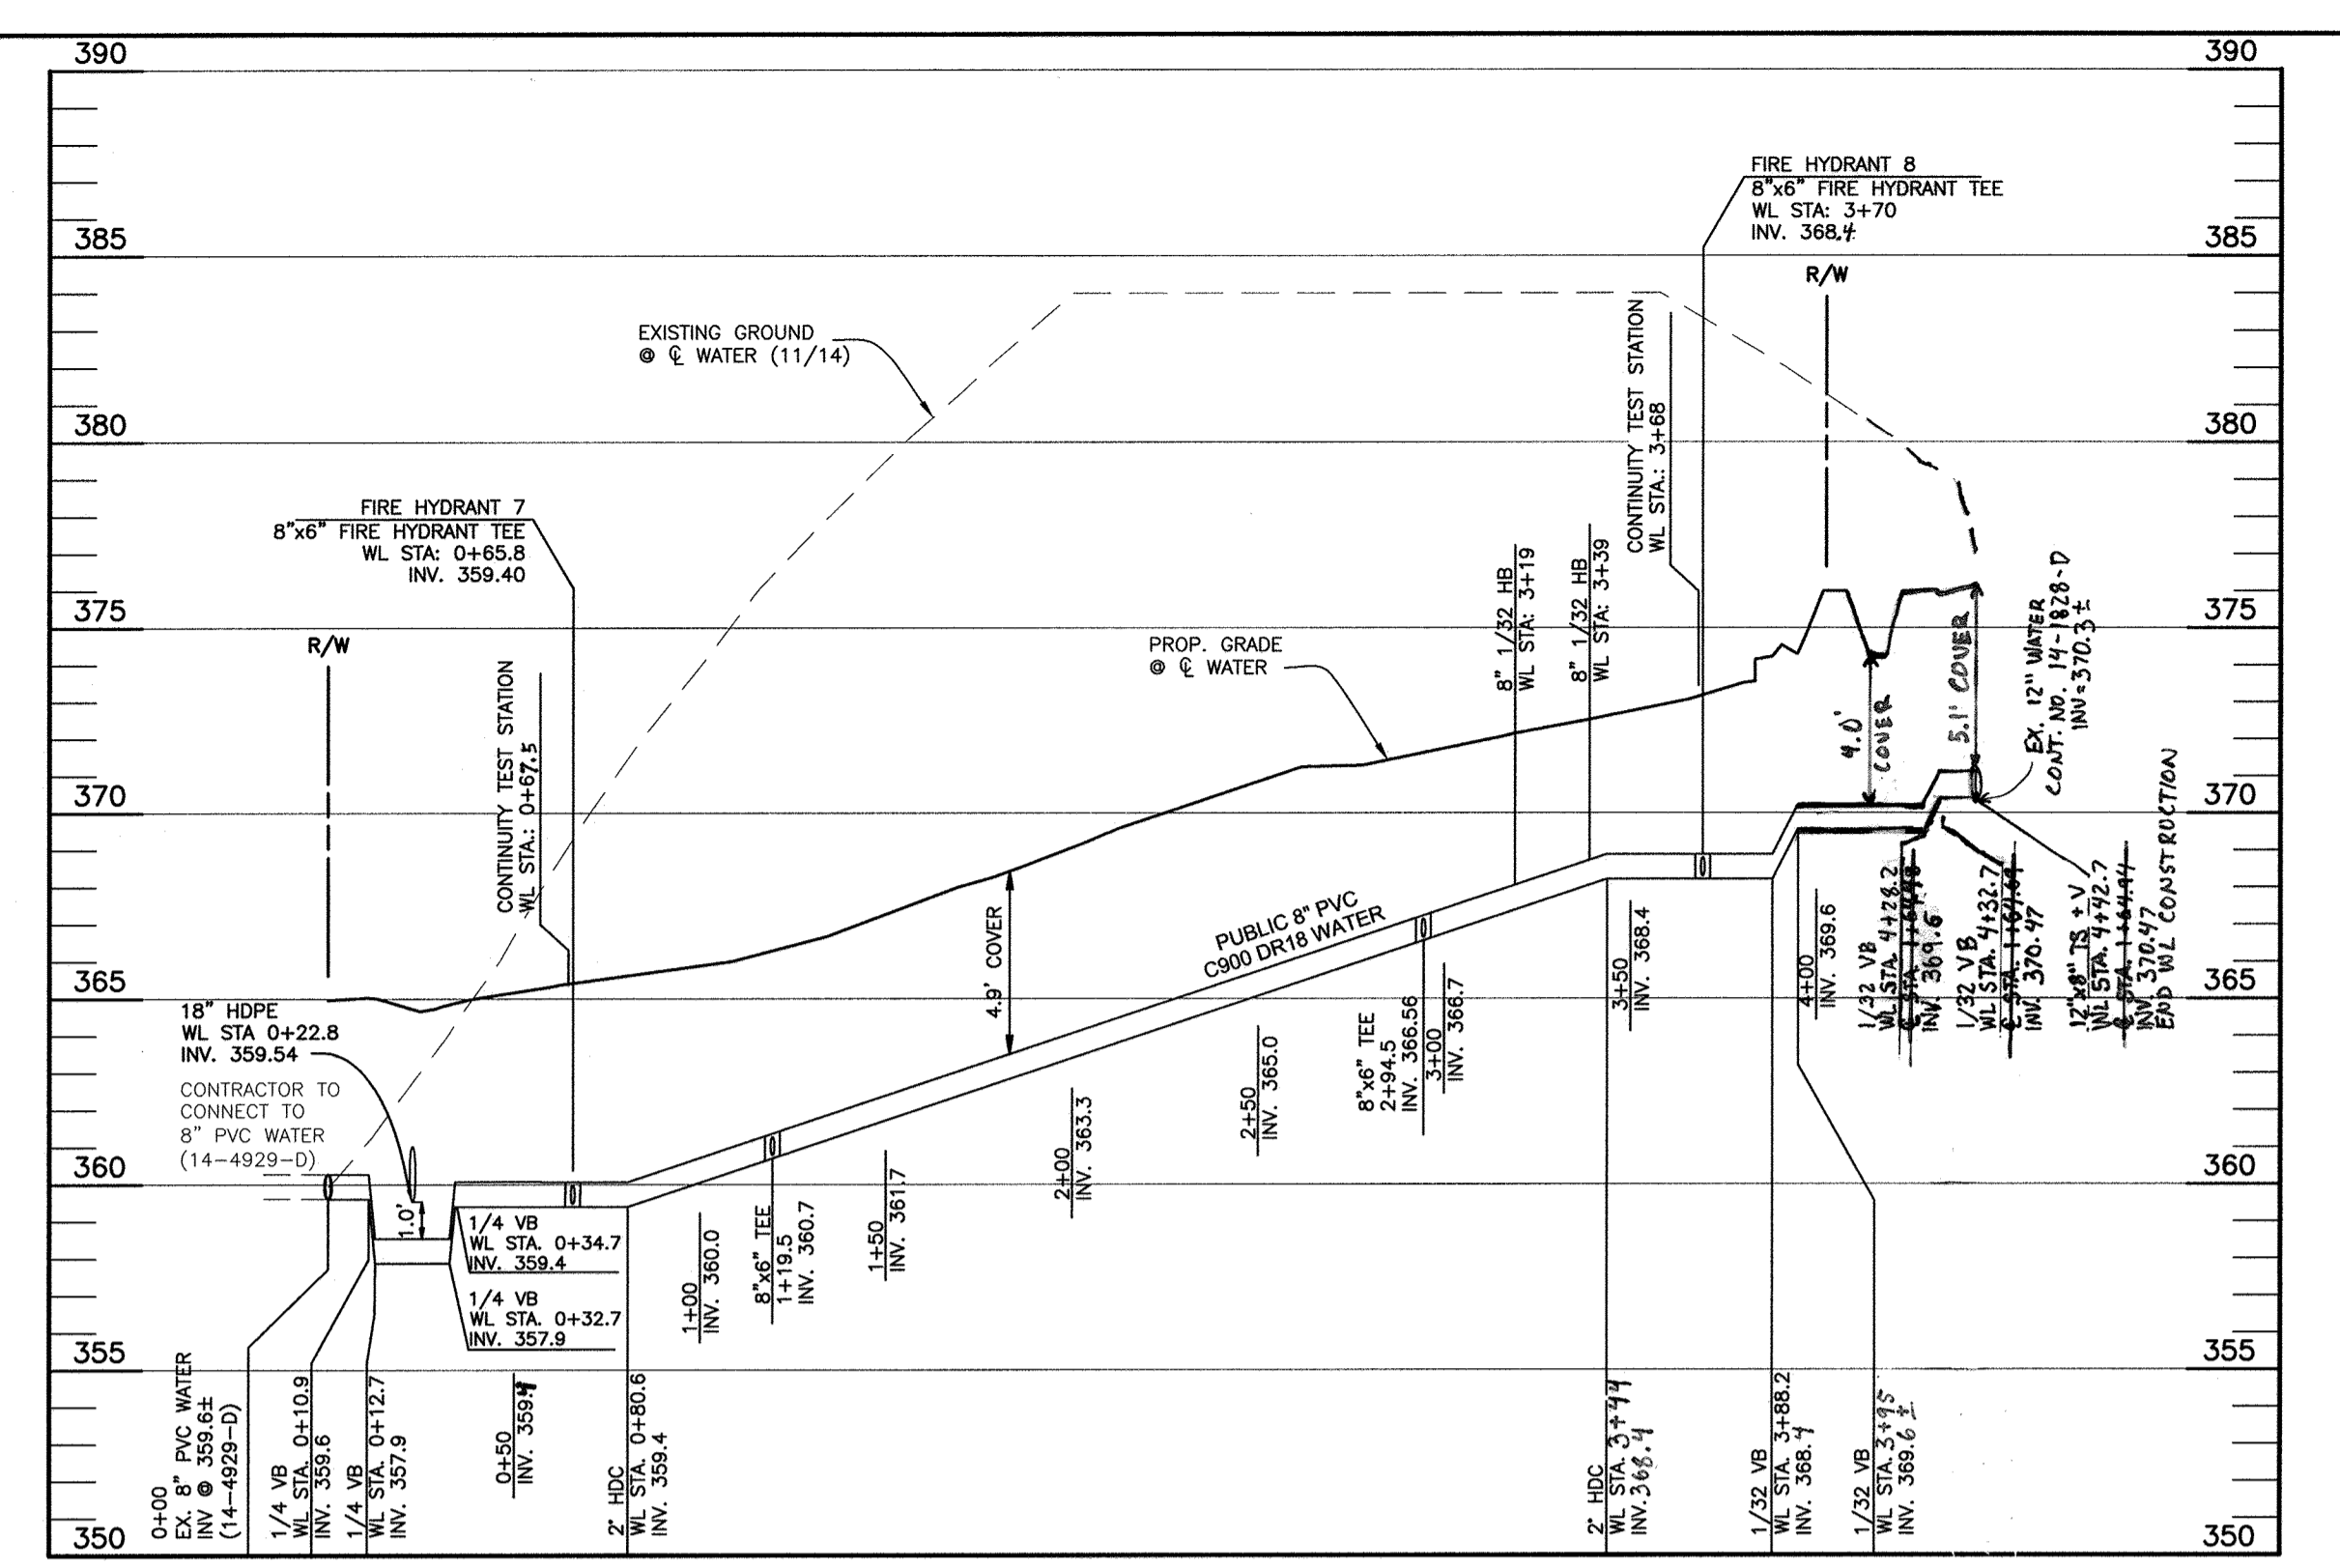 390
390
385
385
380
380
375
375
370
370
365
365
360
360
355
355
350
350
FIRE HYDRANT 8
8"x6" FIRE HYDRANT TEE
WL STA: 3+70
INV. 368.4
R/W
EXISTING GROUND
@ ℄ WATER (11/14)
CONTINUITY TEST STATION
WL STA.: 3+68
FIRE HYDRANT 7
8"x6" FIRE HYDRANT TEE
WL STA: 0+65.8
INV. 359.40
R/W
CONTINUITY TEST STATION
WL STA.: 0+67.5
PROP. GRADE
@ ℄ WATER
8" 1/32 HB
WL STA: 3+19
8" 1/32 HB
WL STA: 3+39
4.0'
COVER
5.1' COVER
EX. 12" WATER
CONT. NO. 14-1828-D
INV=370.3±
18" HDPE
WL STA 0+22.8
INV. 359.54
CONTRACTOR TO
CONNECT TO
8" PVC WATER
(14-4929-D)
1.0'
4.9' COVER
PUBLIC 8" PVC
C900 DR18 WATER
1/4 VB
WL STA. 0+34.7
INV. 359.4
1/4 VB
WL STA. 0+32.7
INV. 357.9
0+00
EX. 8" PVC WATER
INV @ 359.6±
(14-4929-D)
1/4 VB
WL STA. 0+10.9
INV. 359.6
1/4 VB
WL STA. 0+12.7
INV. 357.9
0+50
INV. 359.4
2° HDC
WL STA. 0+80.6
INV. 359.4
1+00
INV. 360.0
8"x6" TEE
1+19.5
INV. 360.7
1+50
INV. 361.7
2+00
INV. 363.3
2+50
INV. 365.0
8"x6" TEE
2+94.5
INV. 366.56
3+00
INV. 366.7
3+50
INV. 368.4
2° HDC
WL STA. 3+44
INV. 368.4
1/32 VB
WL STA. 3+88.2
INV. 368.4
1/32 VB
WL STA. 3+95
INV. 369.6±
4+00
INV. 369.6
1/32 VB
WL STA. 4+28.2
℄ STA.
INV. 369.6
1/32 VB
WL STA. 4+32.7
℄ STA. 1+64.69
INV. 370.47
12"x8" TS+V
WL STA. 4+42.7
℄ STA. 1+64.94
INV 370.47
END WL CONSTRUCTION